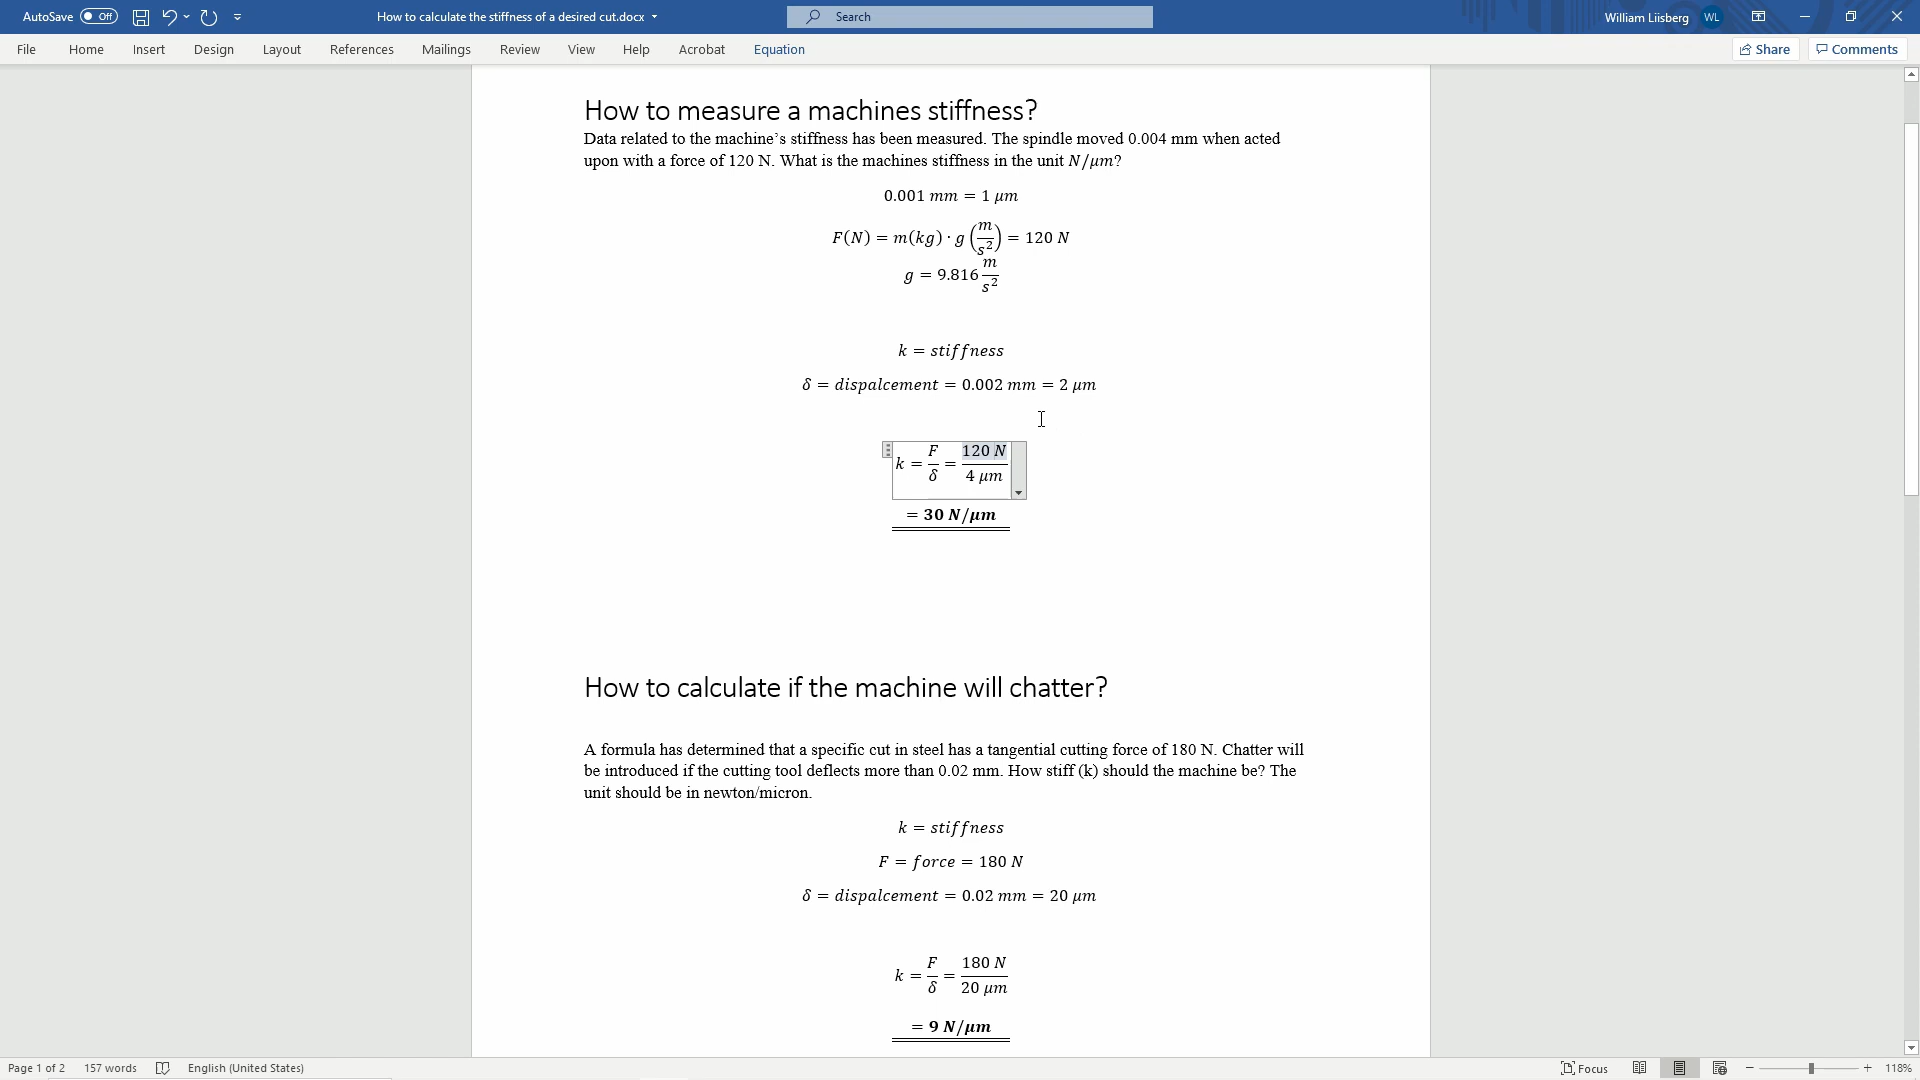 AutoSave Off How to calculate the stiffness of a desired cut.docx Search William Liisberg WL
File Home Insert Design Layout References Mailings Review View Help Acrobat Equation Share Comments
How to measure a machines stiffness?
Data related to the machine's stiffness has been measured. The spindle moved 0.004 mm when acted
upon with a force of 120 N. What is the machines stiffness in the unit N/μm?
0.001 mm = 1 μm
F(N) = m(kg) · g (m/s²) = 120 N
g = 9.816 m/s²
k = stiffness
δ = dispalcement = 0.002 mm = 2 μm
k = F/δ = 120 N/4 μm
= 30 N/μm
How to calculate if the machine will chatter?
A formula has determined that a specific cut in steel has a tangential cutting force of 180 N. Chatter will
be introduced if the cutting tool deflects more than 0.02 mm. How stiff (k) should the machine be? The
unit should be in newton/micron.
k = stiffness
F = force = 180 N
δ = dispalcement = 0.02 mm = 20 μm
k = F/δ = 180 N/20 μm
= 9 N/μm
Page 1 of 2 157 words English (United States) Focus 118%